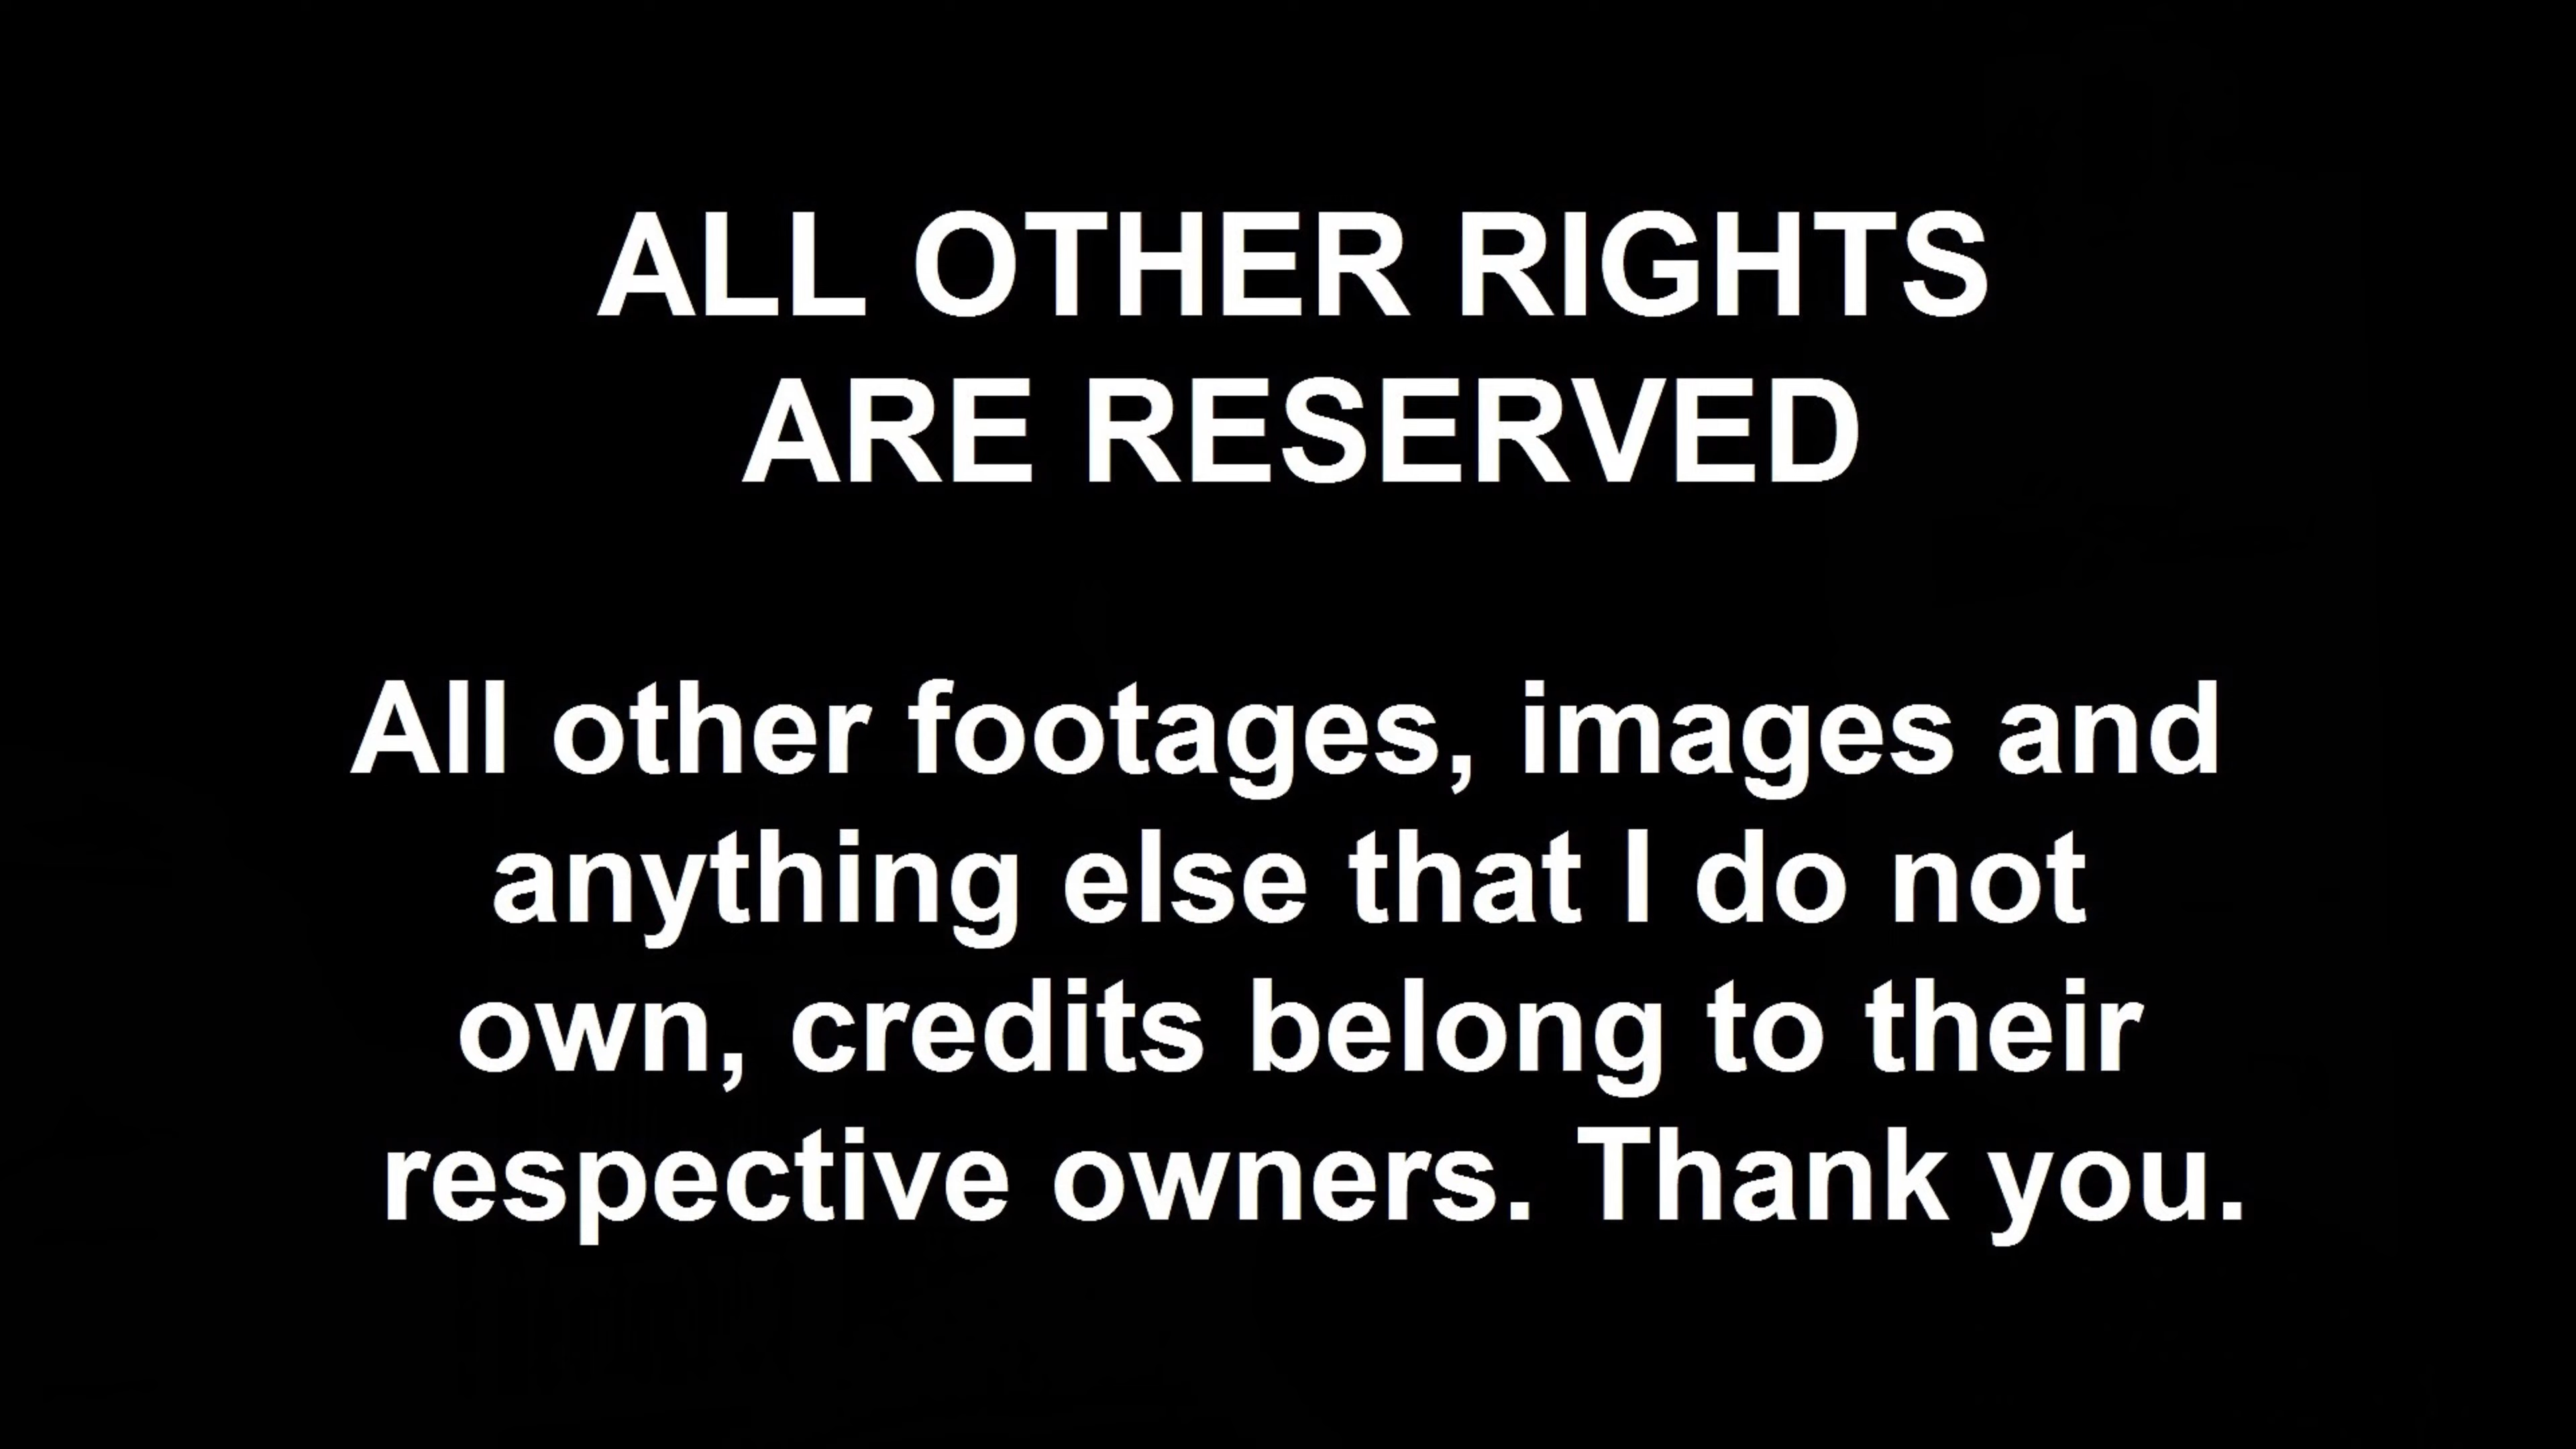 ALL OTHER RIGHTS
ARE RESERVED
All other footages, images and
anything else that I do not
own, credits belong to their
respective owners. Thank you.